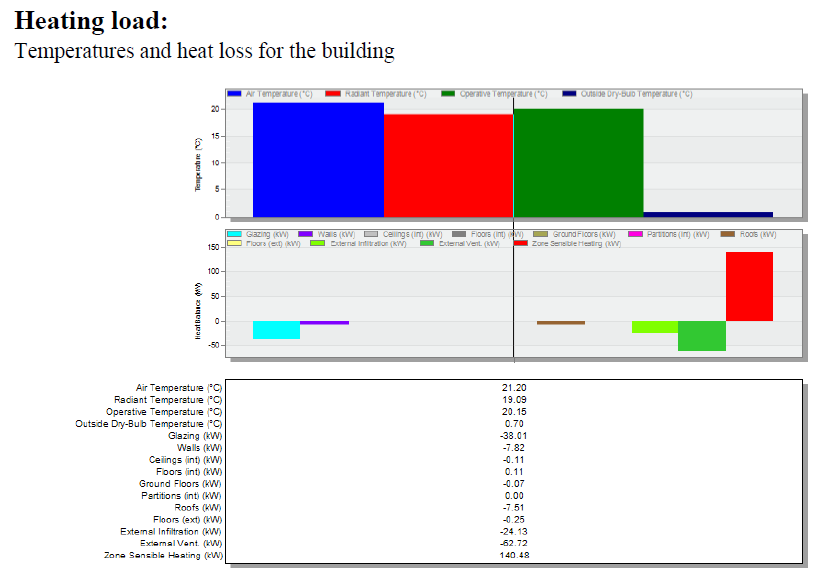 Heating load:
Temperatures and heat loss for the building
Air Temperature (°C) Radiant Temperature (°C) Operative Temperature (°C) Outside Dry-Bulb Temperature (°C)
20
15
10
5
0
Temperature (°C)
Glazing (kW) Walls (kW) Ceilings (int) (kW) Floors (int) (kW) Ground Floors (kW) Partitions (int) (kW) Roofs (kW)
Floors (ext) (kW) External Infiltration (kW) External Vent. (kW) Zone Sensible Heating (kW)
150
100
50
0
-50
Heat Balance (kW)
Air Temperature (°C) 21.20
Radiant Temperature (°C) 19.09
Operative Temperature (°C) 20.15
Outside Dry-Bulb Temperature (°C) 0.70
Glazing (kW) -38.01
Walls (kW) -7.82
Ceilings (int) (kW) -0.11
Floors (int) (kW) 0.11
Ground Floors (kW) -0.07
Partitions (int) (kW) 0.00
Roofs (kW) -7.51
Floors (ext) (kW) -0.25
External Infiltration (kW) -24.13
External Vent. (kW) -62.72
Zone Sensible Heating (kW) 140.48